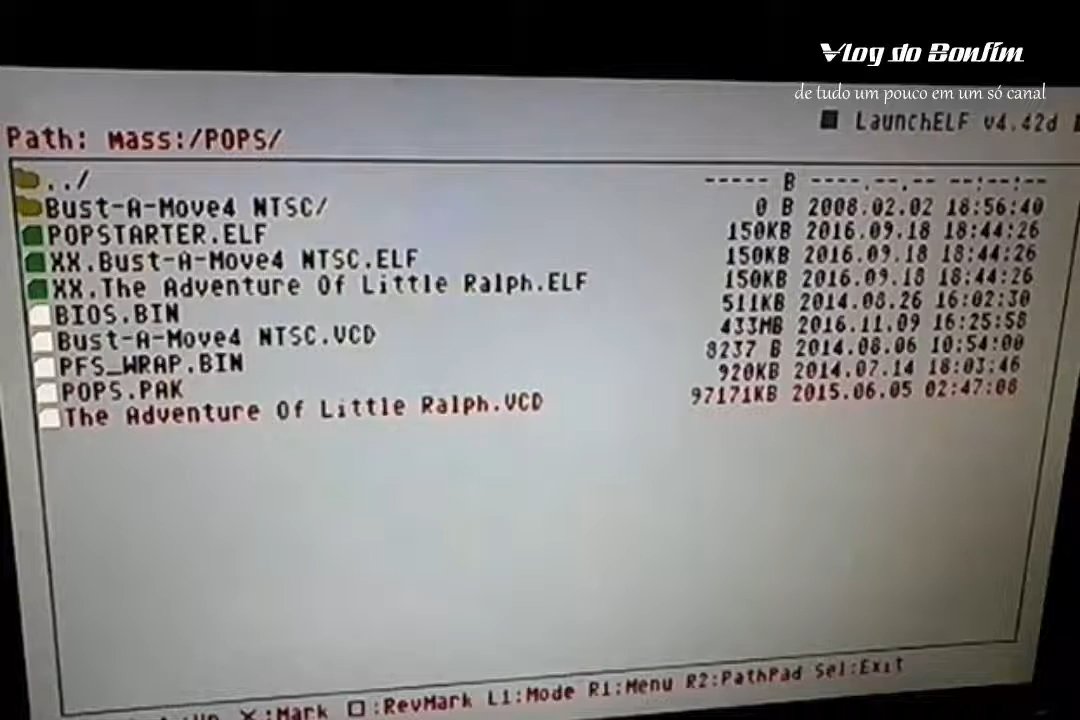 Vlog do Bonfim
de tudo um pouco em um só canal
LaunchELF v4.42d
Path: mass:/POPS/
../ ----- B ----.--.-- --:--:--
Bust-A-Move4 NTSC/ 0 B 2008.02.02 18:56:40
POPSTARTER.ELF 150KB 2016.09.18 18:44:26
XX.Bust-A-Move4 NTSC.ELF 150KB 2016.09.18 18:44:26
XX.The Adventure Of Little Ralph.ELF 150KB 2016.09.18 18:44:26
BIOS.BIN 511KB 2014.08.26 16:02:30
Bust-A-Move4 NTSC.VCD 433MB 2016.11.09 16:25:58
PFS_WRAP.BIN 8237 B 2014.08.06 10:54:00
POPS.PAK 920KB 2014.07.14 18:03:46
The Adventure Of Little Ralph.VCD 97171KB 2015.06.05 02:47:08
X:Mark □:RevMark L1:Mode R1:Menu R2:PathPad Sel:Exit